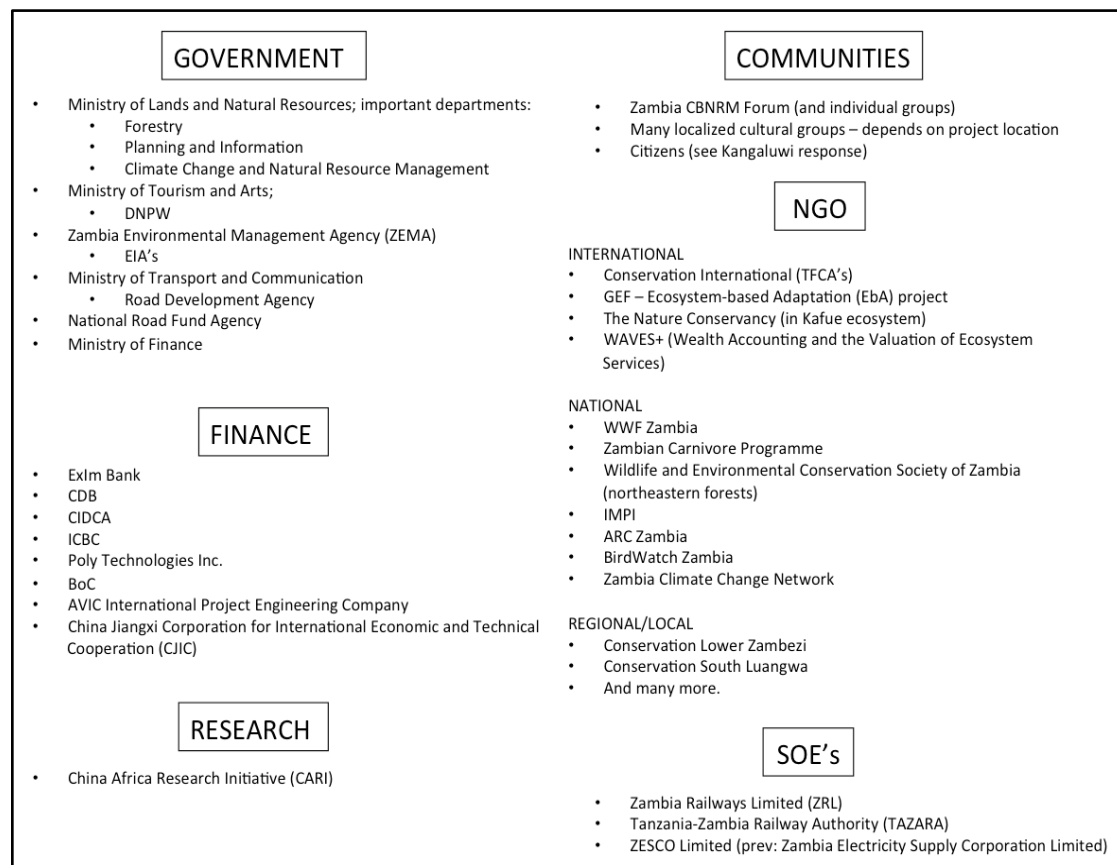 GOVERNMENT
• Ministry of Lands and Natural Resources; important departments:
• Forestry
• Planning and Information
• Climate Change and Natural Resource Management
• Ministry of Tourism and Arts;
• DNPW
• Zambia Environmental Management Agency (ZEMA)
• EIA's
• Ministry of Transport and Communication
• Road Development Agency
• National Road Fund Agency
• Ministry of Finance
FINANCE
• ExIm Bank
• CDB
• CIDCA
• ICBC
• Poly Technologies Inc.
• BoC
• AVIC International Project Engineering Company
• China Jiangxi Corporation for International Economic and Technical
Cooperation (CJIC)
RESEARCH
• China Africa Research Initiative (CARI)
COMMUNITIES
• Zambia CBNRM Forum (and individual groups)
• Many localized cultural groups – depends on project location
• Citizens (see Kangaluwi response)
NGO
INTERNATIONAL
• Conservation International (TFCA's)
• GEF – Ecosystem-based Adaptation (EbA) project
• The Nature Conservancy (in Kafue ecosystem)
• WAVES+ (Wealth Accounting and the Valuation of Ecosystem
Services)
NATIONAL
• WWF Zambia
• Zambian Carnivore Programme
• Wildlife and Environmental Conservation Society of Zambia
(northeastern forests)
• IMPI
• ARC Zambia
• BirdWatch Zambia
• Zambia Climate Change Network
REGIONAL/LOCAL
• Conservation Lower Zambezi
• Conservation South Luangwa
• And many more.
SOE's
• Zambia Railways Limited (ZRL)
• Tanzania-Zambia Railway Authority (TAZARA)
• ZESCO Limited (prev: Zambia Electricity Supply Corporation Limited)